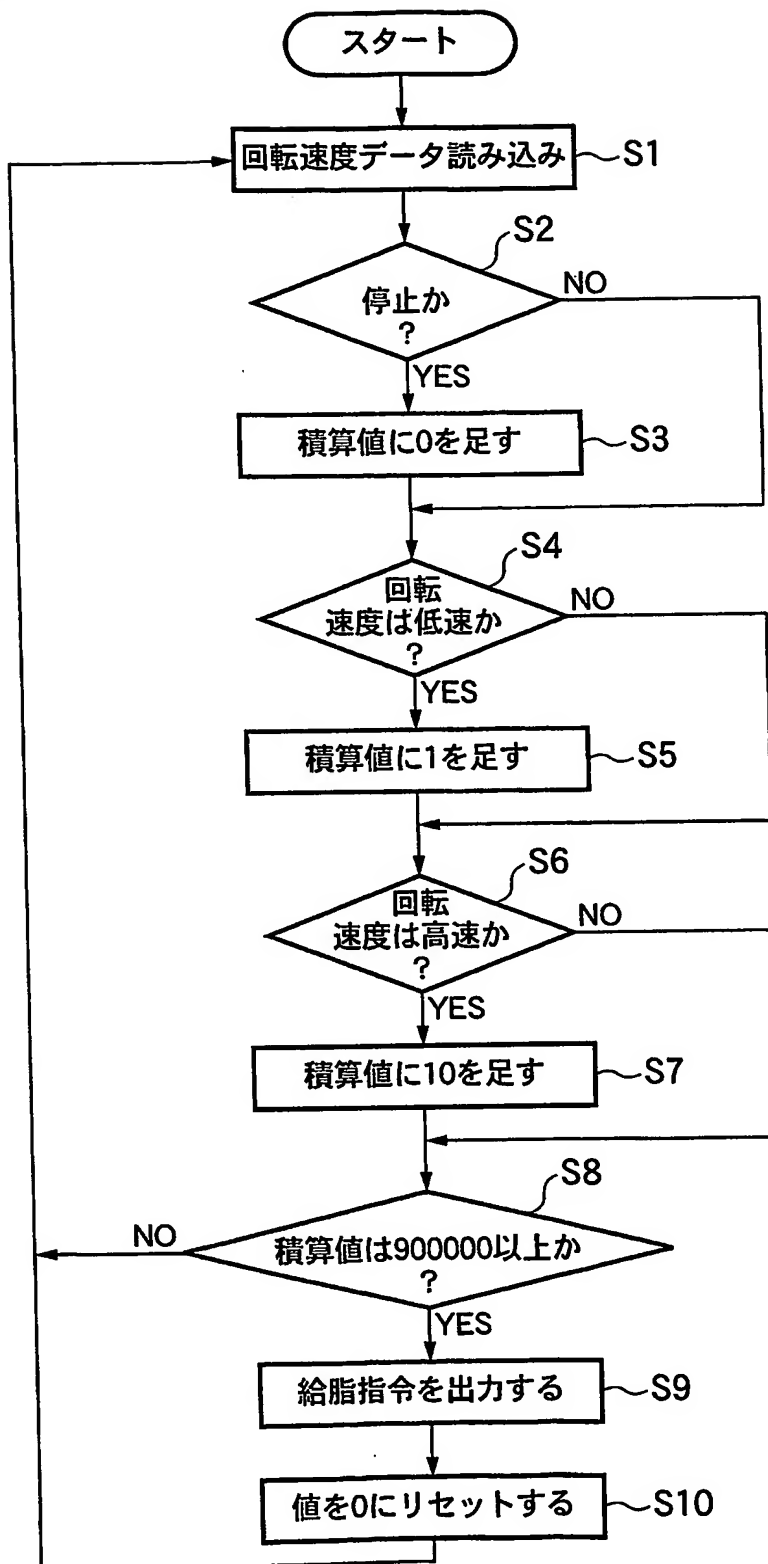 スタート
回転速度データ読み込み
S1
S2
停止か
?
NO
YES
積算値に0を足す
S3
S4
回転
速度は低速か
?
NO
YES
積算値に1を足す
S5
S6
回転
速度は高速か
?
NO
YES
積算値に10を足す
S7
S8
NO
積算値は900000以上か
?
YES
給脂指令を出力する
S9
値を0にリセットする
S10